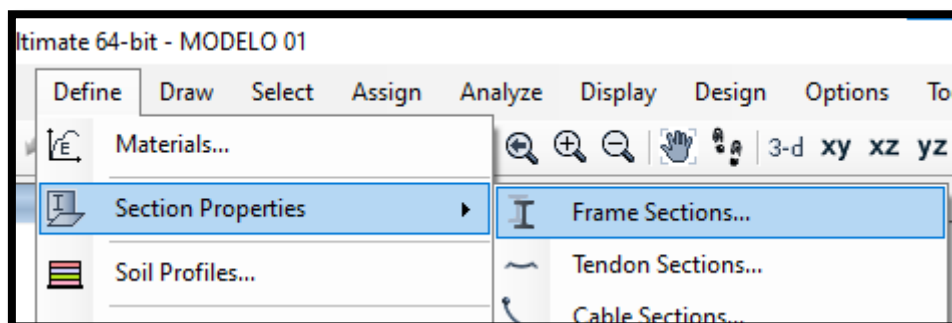 ltimate 64-bit - MODELO 01
Define Draw Select Assign Analyze Display Design Options To
Materials... 3-d xy xz yz
Section Properties Frame Sections...
Soil Profiles... Tendon Sections...
Cable Sections...